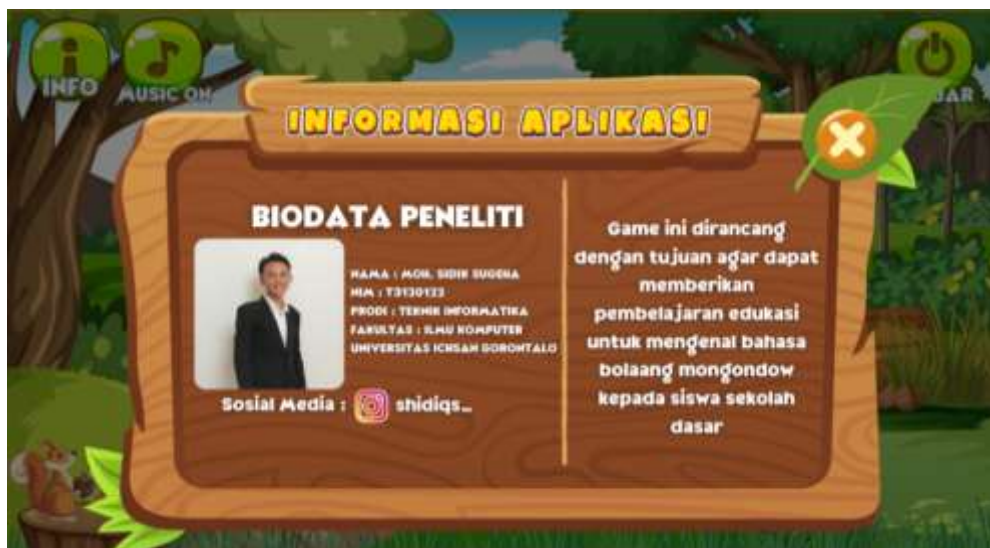 INFO
MUSIC ON
INFORMASI APLIKASI
BIODATA PENELITI
NAMA : MOH. SIDIK SUGEHA
NIM : T3130123
PRODI : TEKNIK INFORMATIKA
FAKULTAS : ILMU KOMPUTER
UNIVERSITAS ICHSAN GORONTALO
Sosial Media : shidiqs_
Game ini dirancang
dengan tujuan agar dapat
memberikan
pembelajaran edukasi
untuk mengenal bahasa
bolaang mongondow
kepada siswa sekolah
dasar